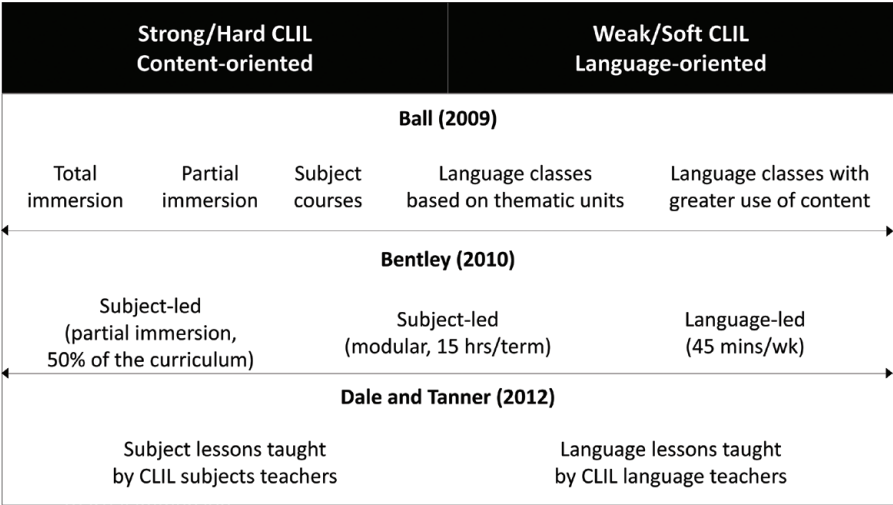 Strong/Hard CLIL
Content-oriented
Weak/Soft CLIL
Language-oriented
Ball (2009)
Total
immersion
Partial
immersion
Subject
courses
Language classes
based on thematic units
Language classes with
greater use of content
Bentley (2010)
Subject-led
(partial immersion,
50% of the curriculum)
Subject-led
(modular, 15 hrs/term)
Language-led
(45 mins/wk)
Dale and Tanner (2012)
Subject lessons taught
by CLIL subjects teachers
Language lessons taught
by CLIL language teachers